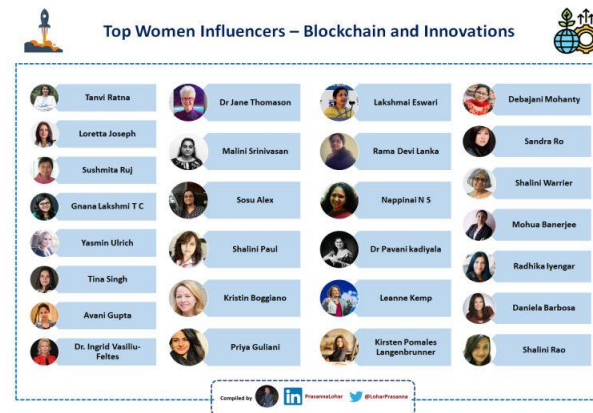 Top Women Influencers – Blockchain and Innovations
Tanvi Ratna
Loretta Joseph
Sushmita Ruj
Gnana Lakshmi T C
Yasmin Ulrich
Tina Singh
Avani Gupta
Dr. Ingrid Vasiliu-
Feltes
Dr Jane Thomason
Malini Srinivasan
Sosu Alex
Shalini Paul
Kristin Boggiano
Priya Guliani
Lakshmai Eswari
Rama Devi Lanka
Nappinai N S
Dr Pavani kadiyala
Leanne Kemp
Kirsten Pomales
Langenbrunner
Debajani Mohanty
Sandra Ro
Shalini Warrier
Mohua Banerjee
Radhika Iyengar
Daniela Barbosa
Shalini Rao
Compiled by in PrasannaLohar @LoharPrasanna